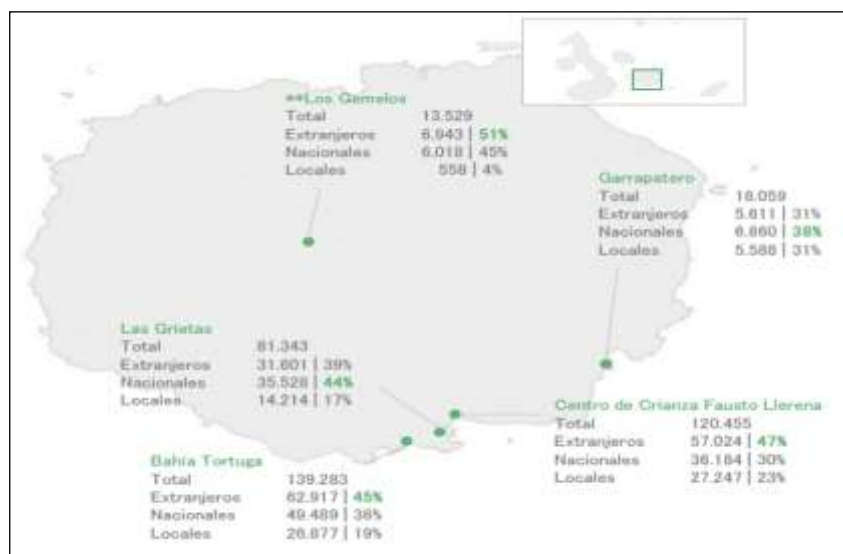 **Los Gemelos
Total 13.529
Extranjeros 6.943 | 51%
Nacionales 6.018 | 45%
Locales 558 | 4%
Garrapatero
Total 18.059
Extranjeros 5.611 | 31%
Nacionales 6.860 | 38%
Locales 5.588 | 31%
Las Grietas
Total 81.343
Extranjeros 31.601 | 39%
Nacionales 35.528 | 44%
Locales 14.214 | 17%
Centro de Crianza Fausto Llerena
Total 120.455
Extranjeros 57.024 | 47%
Nacionales 36.184 | 30%
Locales 27.247 | 23%
Bahía Tortuga
Total 139.283
Extranjeros 62.917 | 45%
Nacionales 49.489 | 36%
Locales 26.877 | 19%